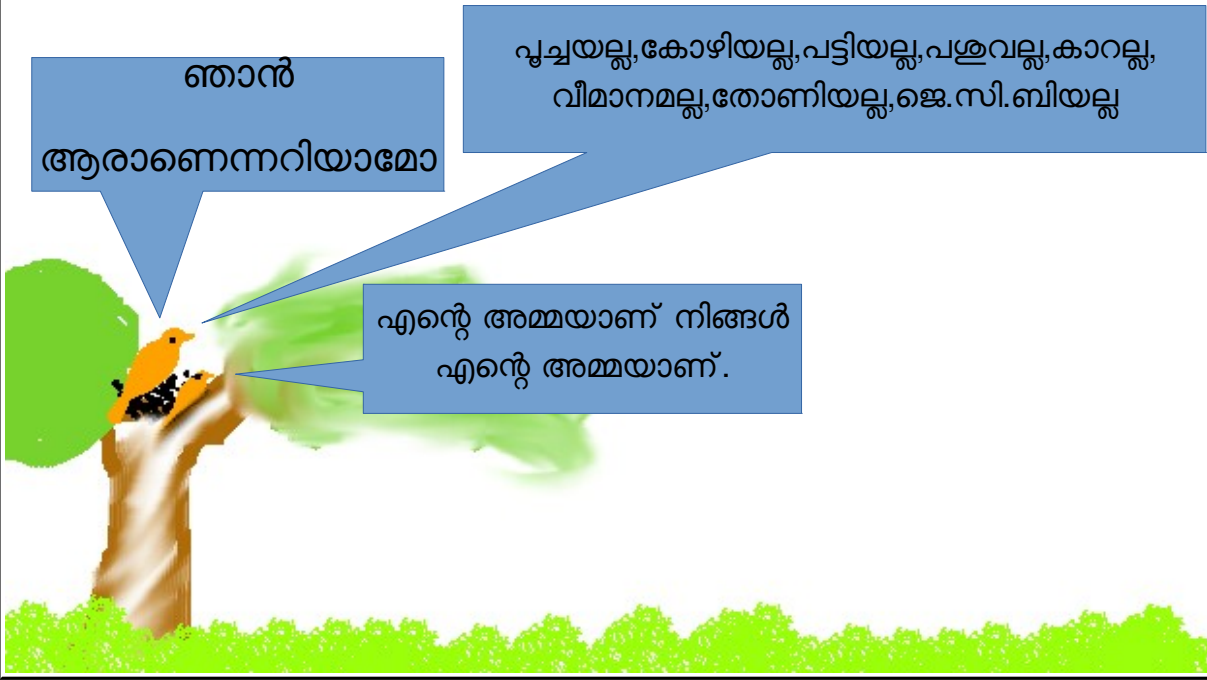 ഞാൻ
ആരാണെന്നറിയാമോ
പൂച്ചയല്ല,കോഴിയല്ല,പട്ടിയല്ല,പശുവല്ല,കാറല്ല,
വീമാനമല്ല,തോണിയല്ല,ജെ.സി.ബിയല്ല
എന്റെ അമ്മയാണ് നിങ്ങൾ
എന്റെ അമ്മയാണ്.